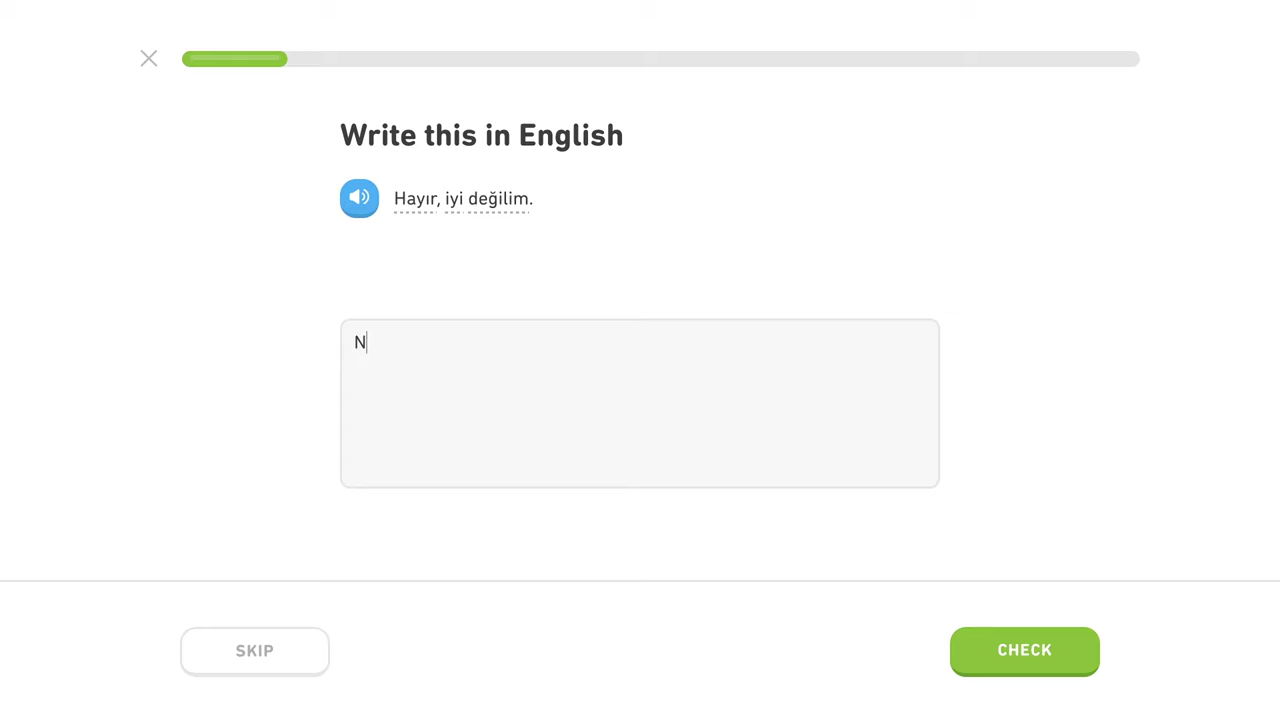 Write this in English
Hayır, iyi değilim.
N
SKIP
CHECK